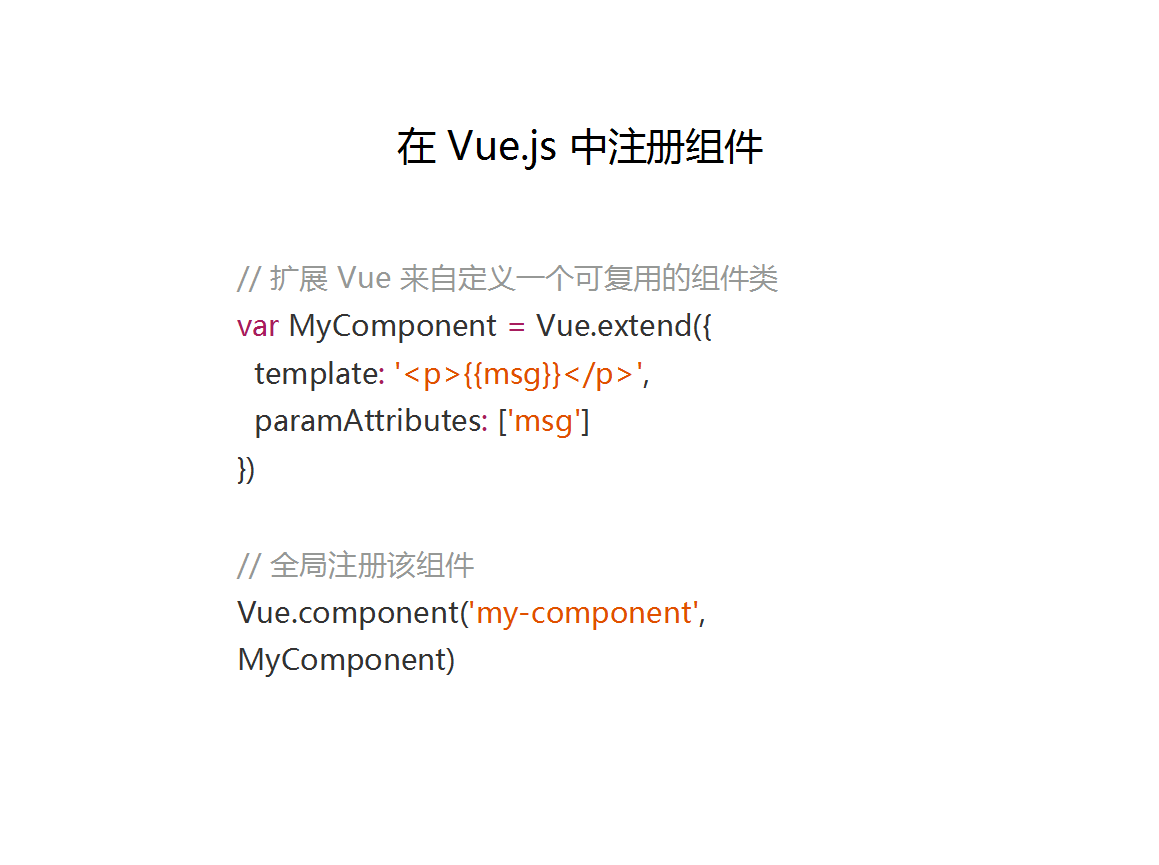 在 Vue.js 中注册组件
// 扩展 Vue 来自定义一个可复用的组件类
var MyComponent = Vue.extend({
  template: '<p>{{msg}}</p>',
  paramAttributes: ['msg']
})
// 全局注册该组件
Vue.component('my-component',
MyComponent)